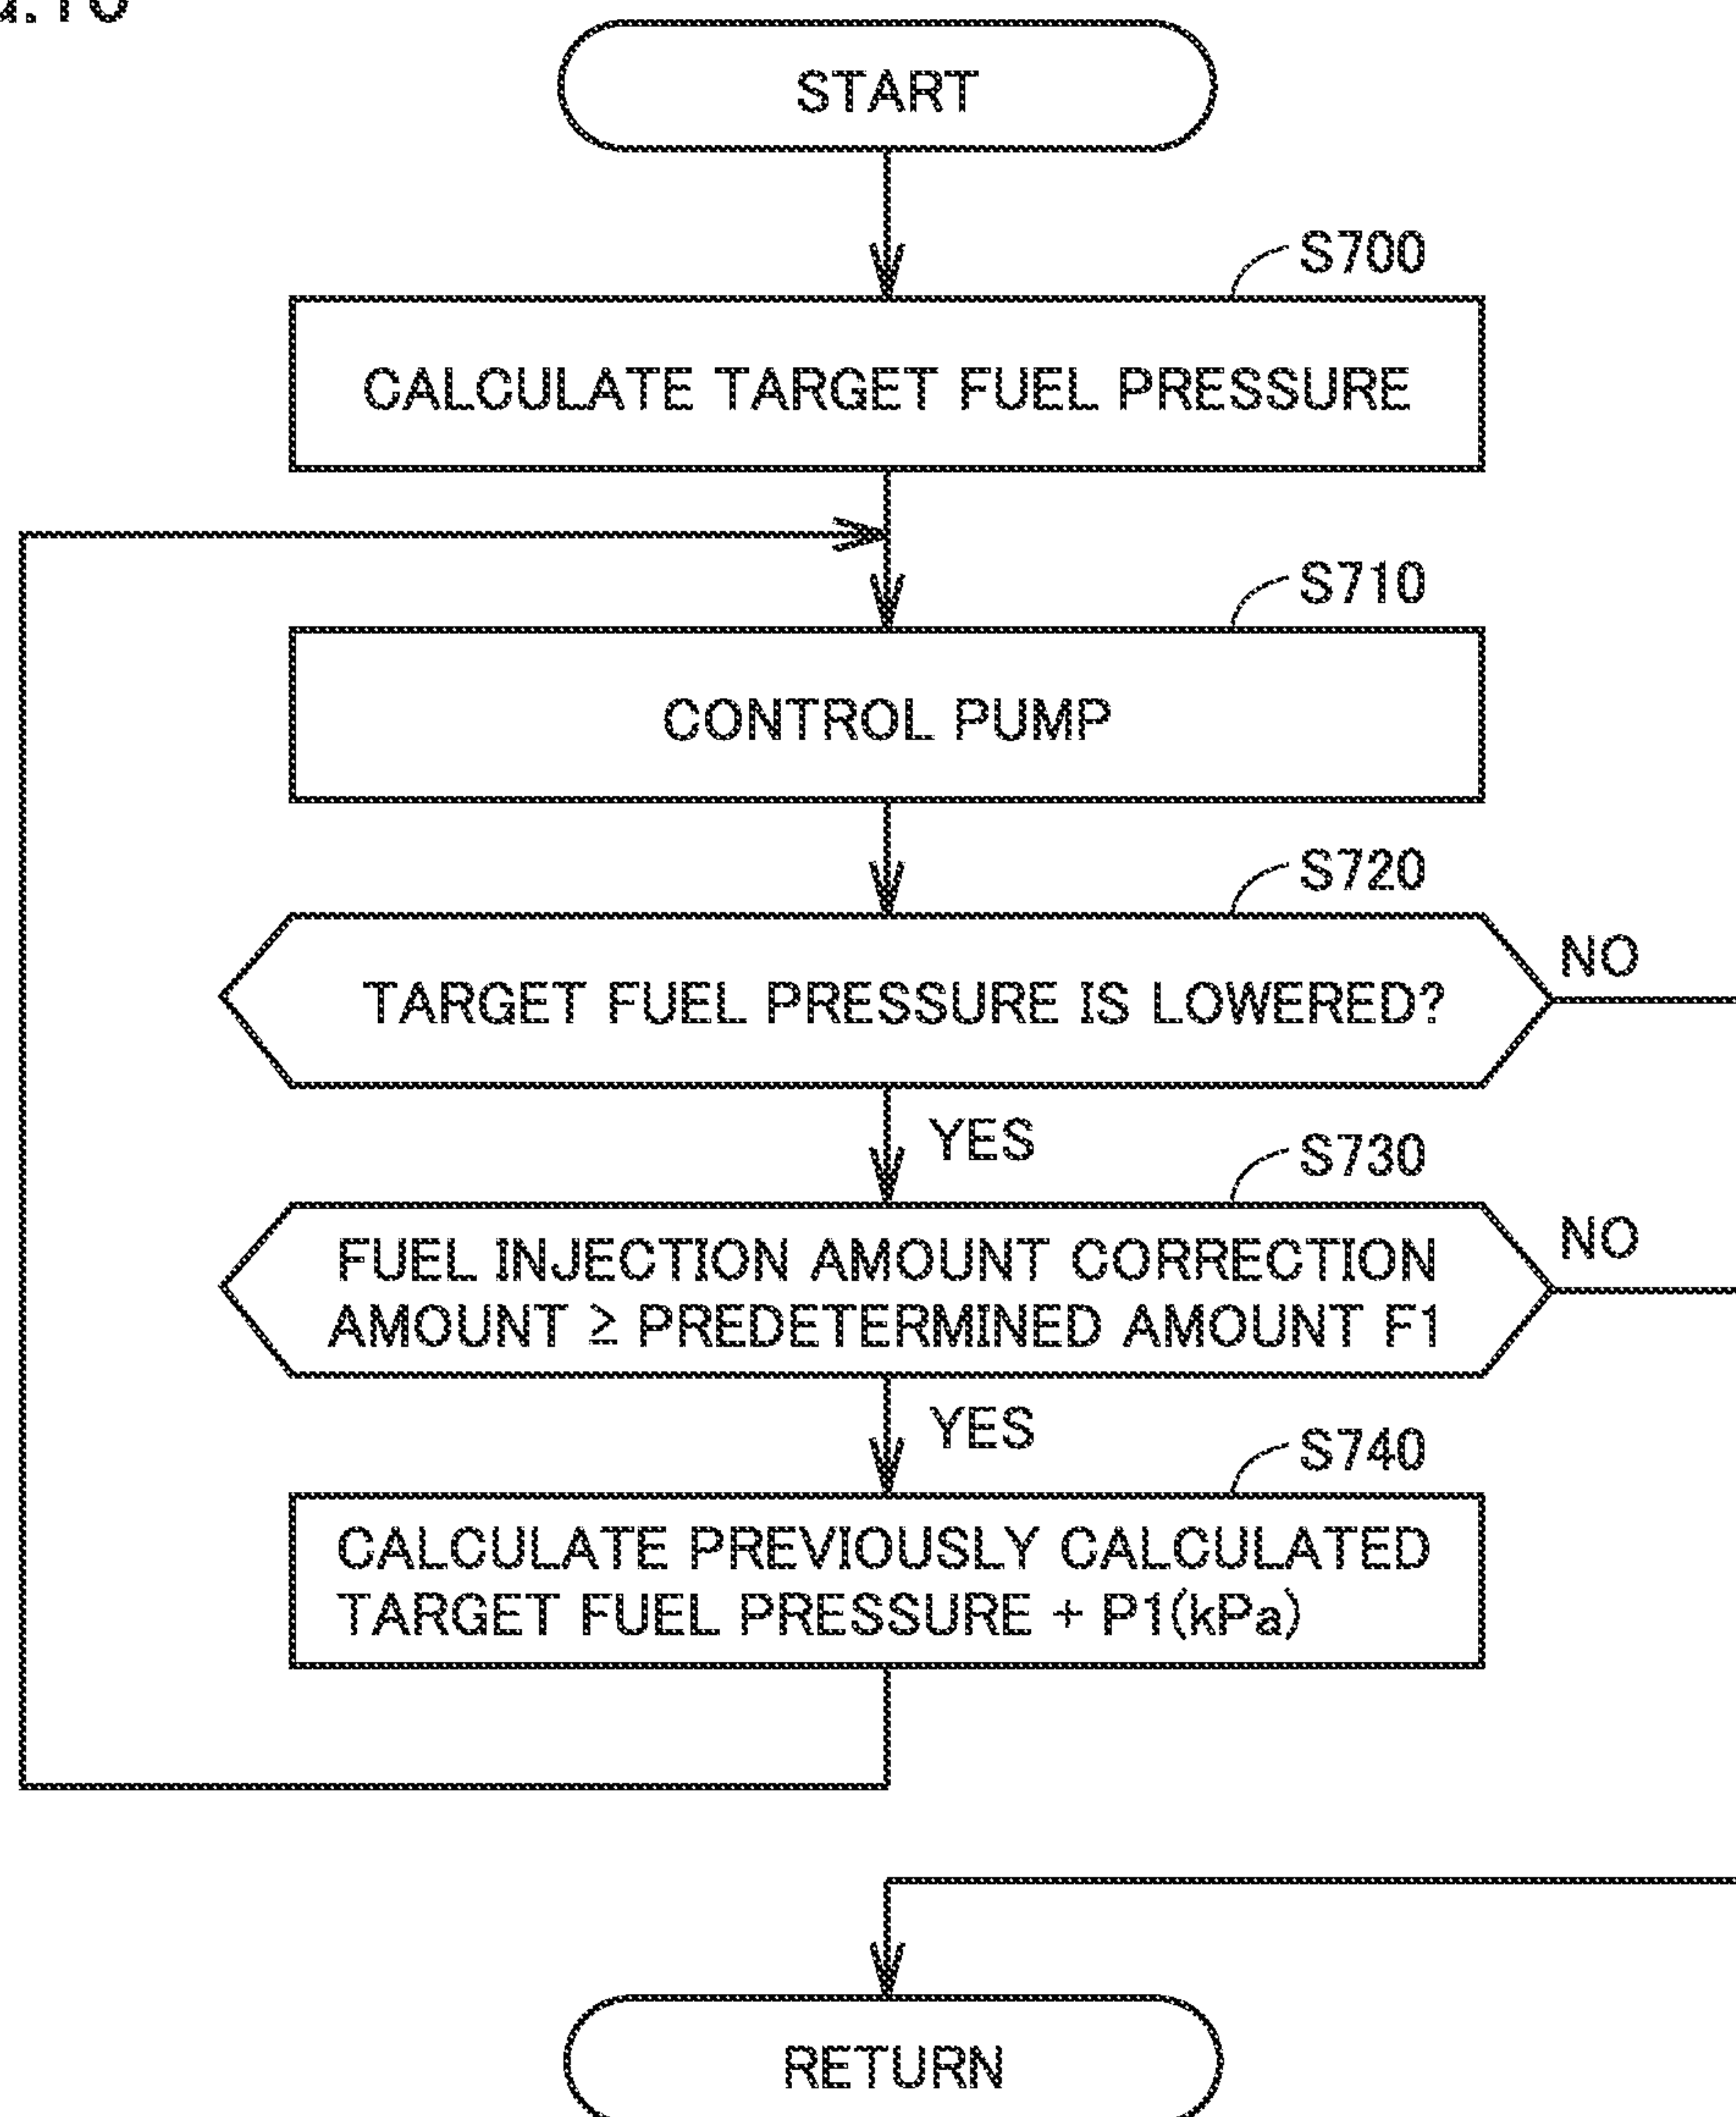 START
S700
CALCULATE TARGET FUEL PRESSURE
S710
CONTROL PUMP
S720
TARGET FUEL PRESSURE IS LOWERED?
NO
YES
S730
FUEL INJECTION AMOUNT CORRECTION
AMOUNT ≥ PREDETERMINED AMOUNT F1
NO
YES
S740
CALCULATE PREVIOUSLY CALCULATED
TARGET FUEL PRESSURE + P1(kPa)
RETURN